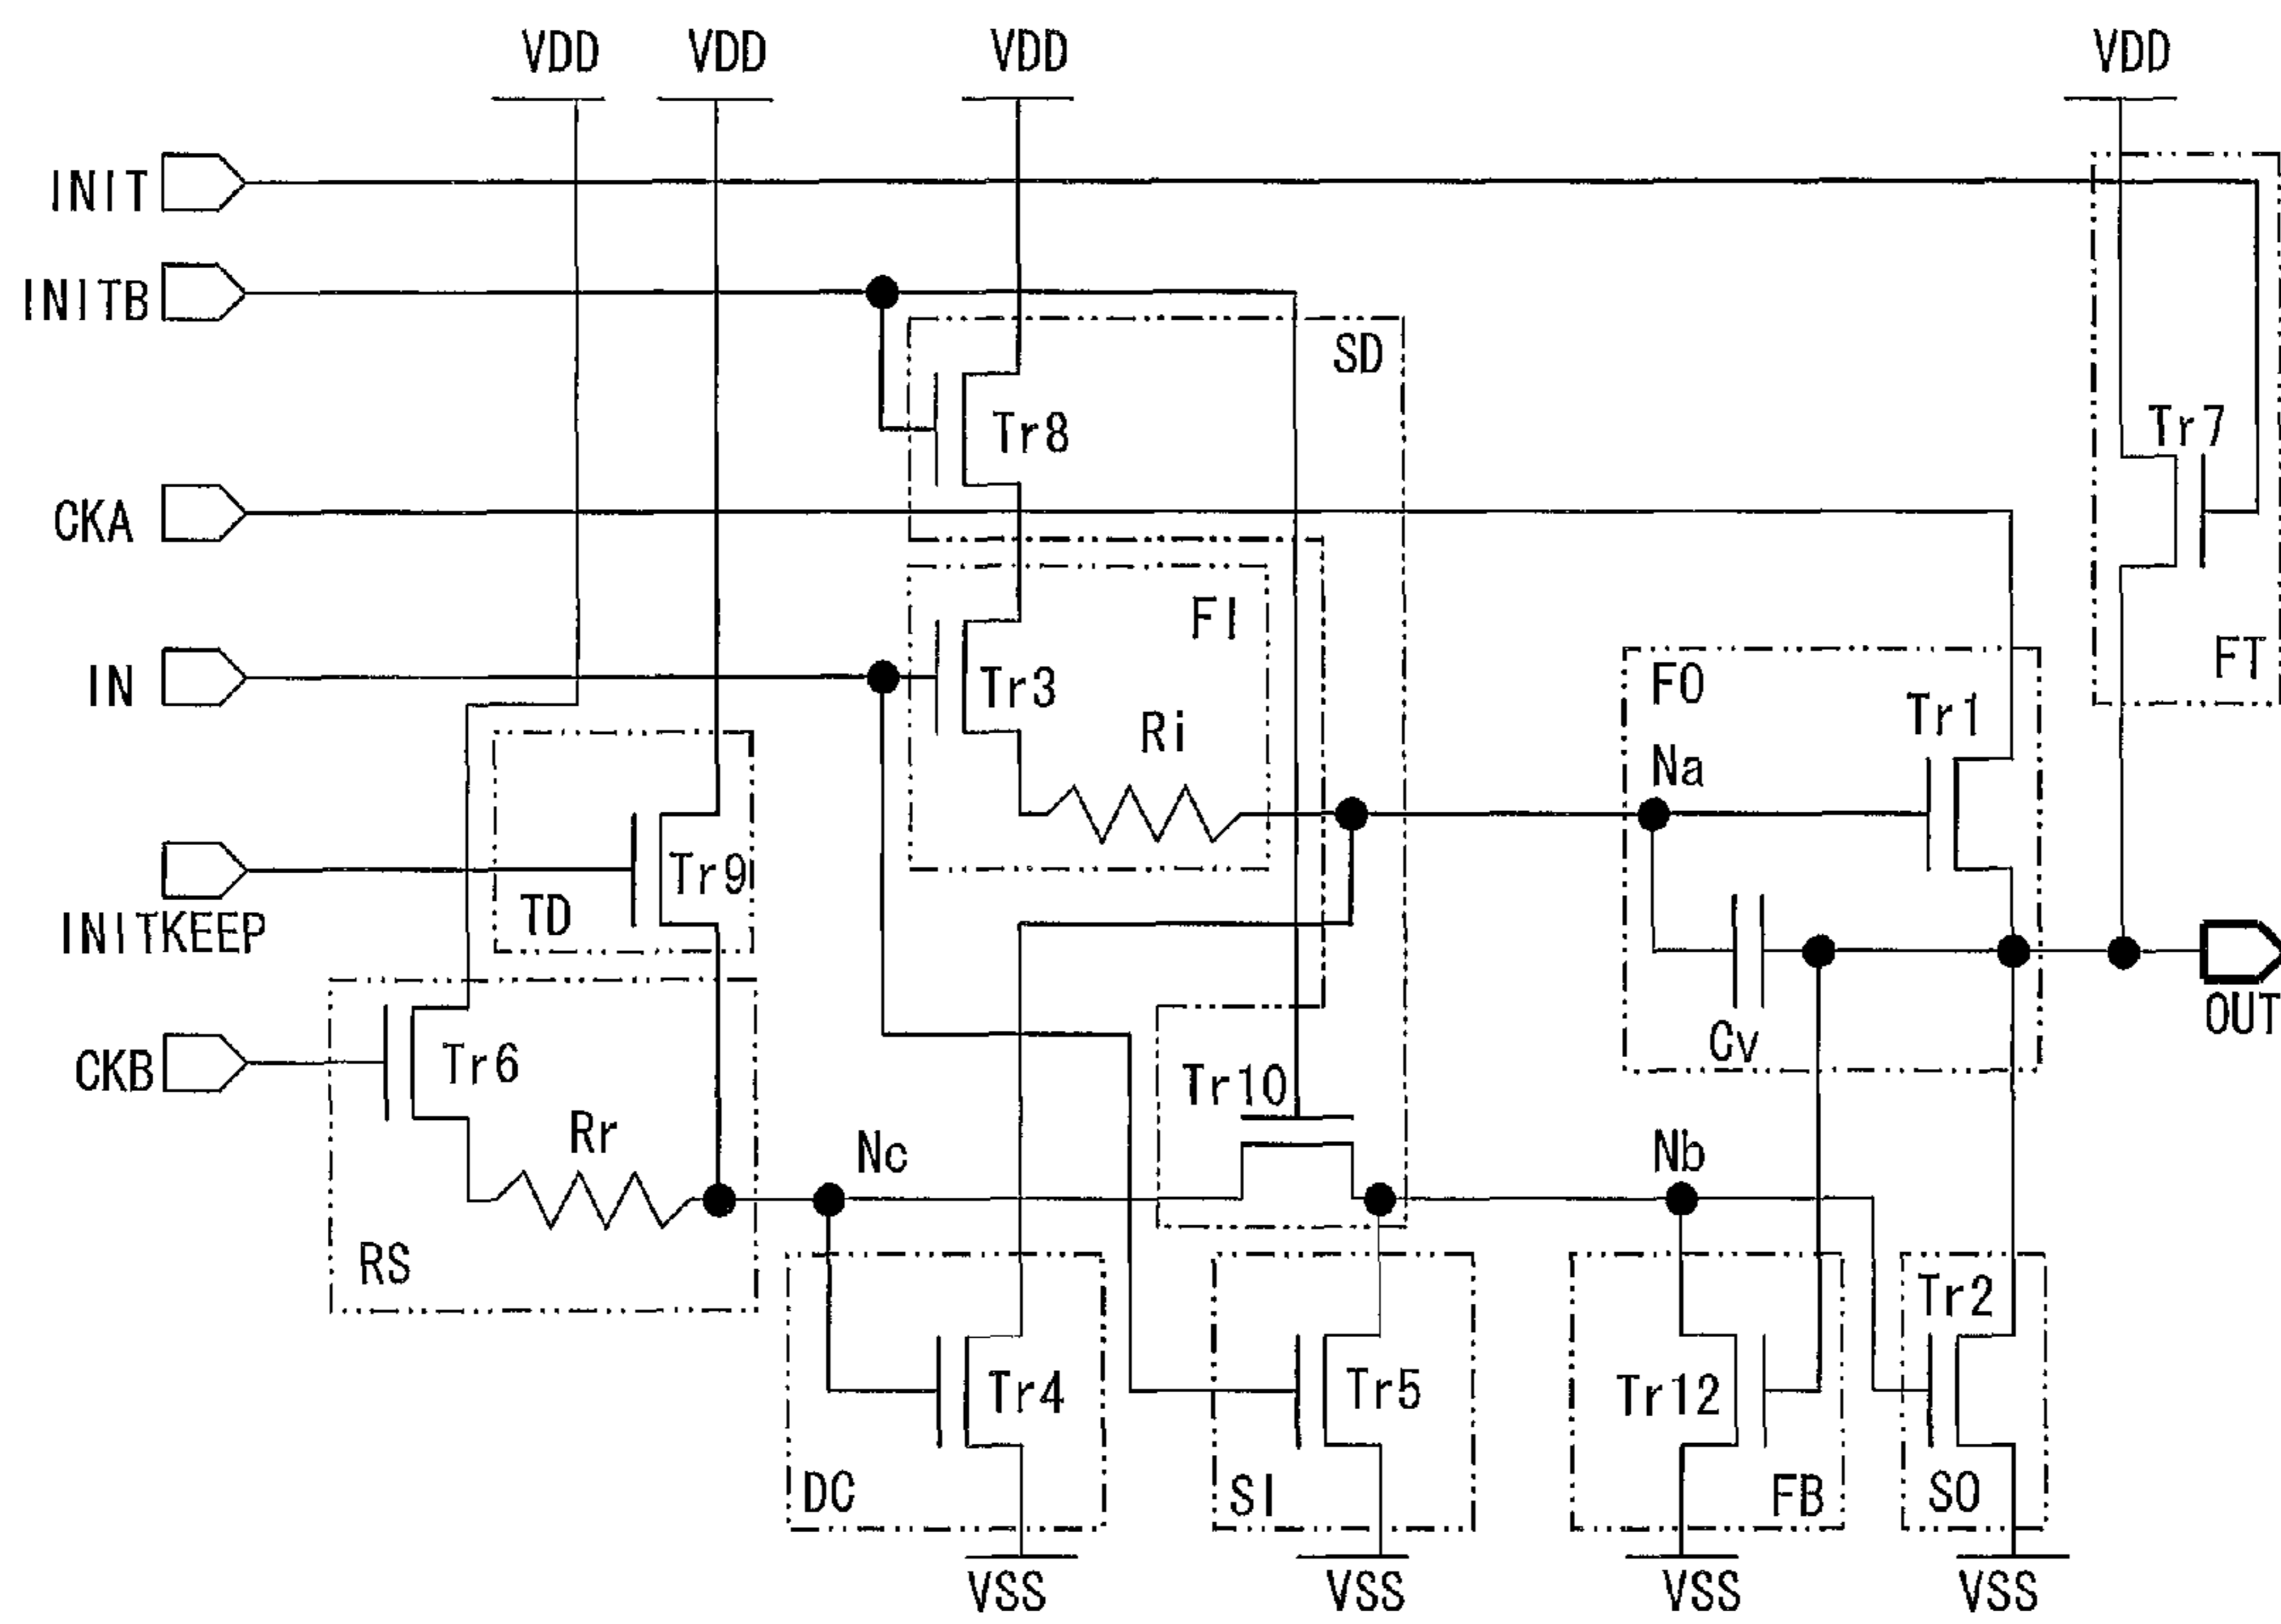 VDD VDD VDD VDD
INIT
INITB
SD
Tr8
Tr7
CKA
FI
FT
IN
Tr3
FO
Tr1
Ri
Na
Tr9
TD
INITKEEP
OUT
Cv
CKB
Tr6
Tr10
Rr
Nc
Nb
RS
Tr2
Tr4
Tr5
Tr12
DC
SI
FB
SO
VSS VSS VSS VSS